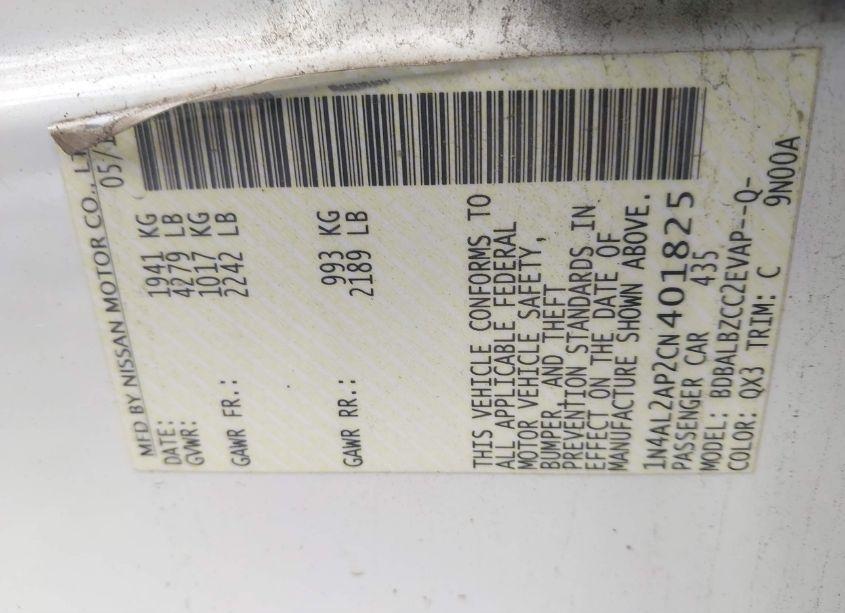 MFD BY NISSAN MOTOR CO., LT
DATE: 05/1
GVWR: 1941 KG
4279 LB
GAWR FR.: 1017 KG
2242 LB
GAWR RR.: 993 KG
2189 LB
THIS VEHICLE CONFORMS TO
ALL APPLICABLE FEDERAL
MOTOR VEHICLE SAFETY,
BUMPER, AND THEFT
PREVENTION STANDARDS IN
EFFECT ON THE DATE OF
MANUFACTURE SHOWN ABOVE.
1N4AL2AP2CN401825
PASSENGER CAR 435
MODEL: BDBALBZCC2EVAP--Q-
COLOR: QX3 TRIM: C 9N00A